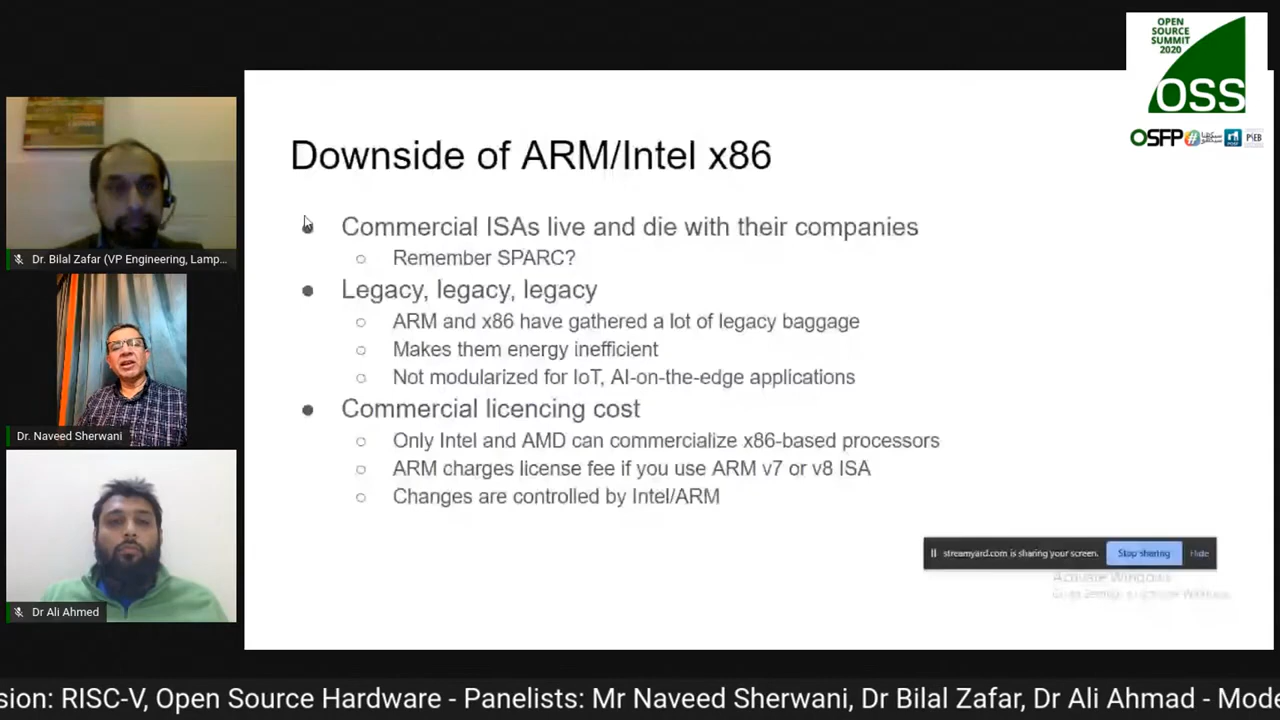 OPEN
SOURCE
SUMMIT
2020
OSS
OSFP
Downside of ARM/Intel x86
Commercial ISAs live and die with their companies
Remember SPARC?
Legacy, legacy, legacy
ARM and x86 have gathered a lot of legacy baggage
Makes them energy inefficient
Not modularized for IoT, AI-on-the-edge applications
Commercial licencing cost
Only Intel and AMD can commercialize x86-based processors
ARM charges license fee if you use ARM v7 or v8 ISA
Changes are controlled by Intel/ARM
streamyard.com is sharing your screen. Stop sharing Hide
Activate Windows
Dr. Bilal Zafar (VP Engineering, Lamp...
Dr. Naveed Sherwani
Dr Ali Ahmed
sion: RISC-V, Open Source Hardware - Panelists: Mr Naveed Sherwani, Dr Bilal Zafar, Dr Ali Ahmad - Mode